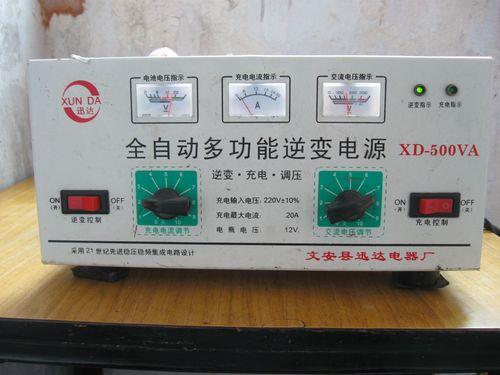 XUN DA
迅达
电池电压指示
充电电流指示
交流电压指示
V
A
V
逆变指示
充电指示
全自动多功能逆变电源 XD-500VA
逆变·充电·调压
充电输入电压: 220V±10%
充电最大电流: 20A
电瓶电压: 12V
ON
(开)
OFF
(关)
逆变控制
充电电流调节
交流电压调节
ON
(开)
OFF
(关)
充电控制
采用21世纪先进稳压稳频集成电路设计
文安县迅达电器厂